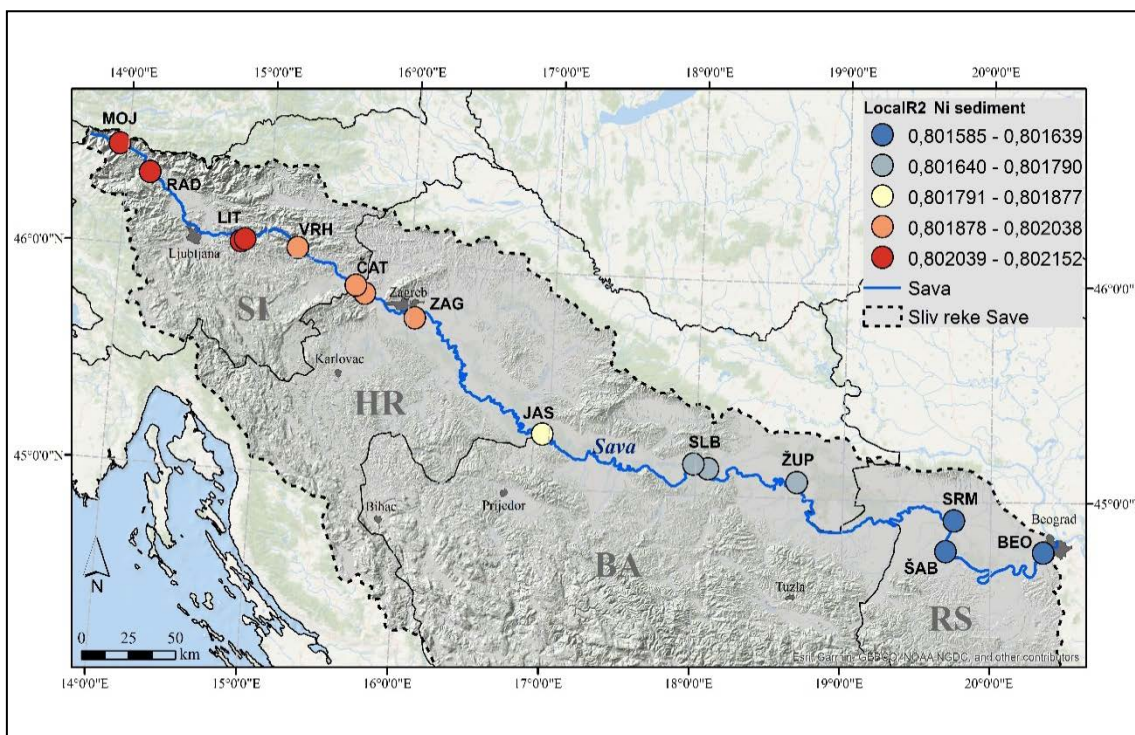 14°0'0"E 15°0'0"E 16°0'0"E 17°0'0"E 18°0'0"E 19°0'0"E 20°0'0"E
LocalR2 Ni sediment
0,801585 - 0,801639
0,801640 - 0,801790
0,801791 - 0,801877
0,801878 - 0,802038
0,802039 - 0,802152
Sava
Sliv reke Save
MOJ
RAD
LIT
VRH
Ljubljana
46°0'0"N
ČAT
Zagreb
ZAG
46°0'0"N
SI
Karlovac
HR
JAS
Sava
SLB
ŽUP
45°0'0"N
SRM
45°0'0"N
Beograd
BEO
ŠAB
Bihac
Prijedor
BA
Tuzla
RS
N
0 25 50
km
Esri, Garmin, GEBCO, NOAA NGDC, and other contributors
14°0'0"E 15°0'0"E 16°0'0"E 17°0'0"E 18°0'0"E 19°0'0"E 20°0'0"E